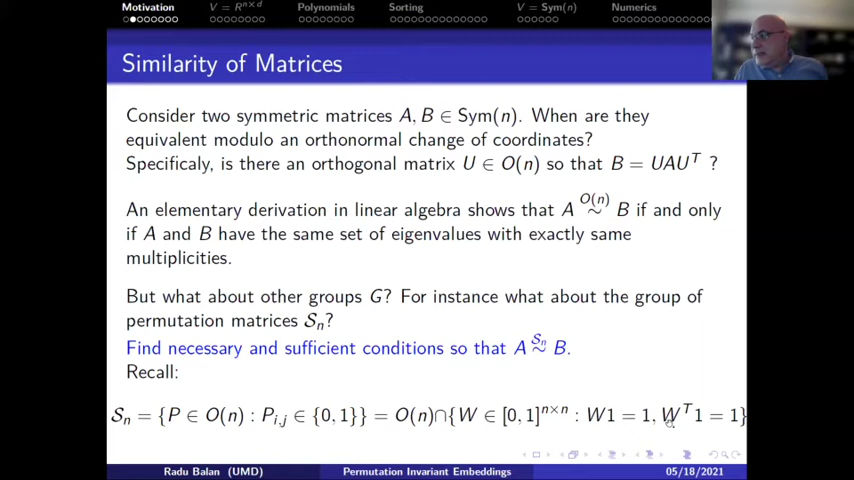 Motivation V = R^{n×d} Polynomials Sorting V = Sym(n) Numerics
Similarity of Matrices
Consider two symmetric matrices A, B ∈ Sym(n). When are they
equivalent modulo an orthonormal change of coordinates?
Specificaly, is there an orthogonal matrix U ∈ O(n) so that B = UAU^T ?
An elementary derivation in linear algebra shows that A \overset{O(n)}{∼} B if and only
if A and B have the same set of eigenvalues with exactly same
multiplicities.
But what about other groups G? For instance what about the group of
permutation matrices 𝒮_n?
Find necessary and sufficient conditions so that A \overset{𝒮_n}{∼} B.
Recall:
𝒮_n = {P ∈ O(n) : P_{i,j} ∈ {0, 1}} = O(n)∩{W ∈ [0, 1]^{n×n} : W1 = 1, W^T1 = 1}
Radu Balan (UMD) Permutation Invariant Embeddings 05/18/2021